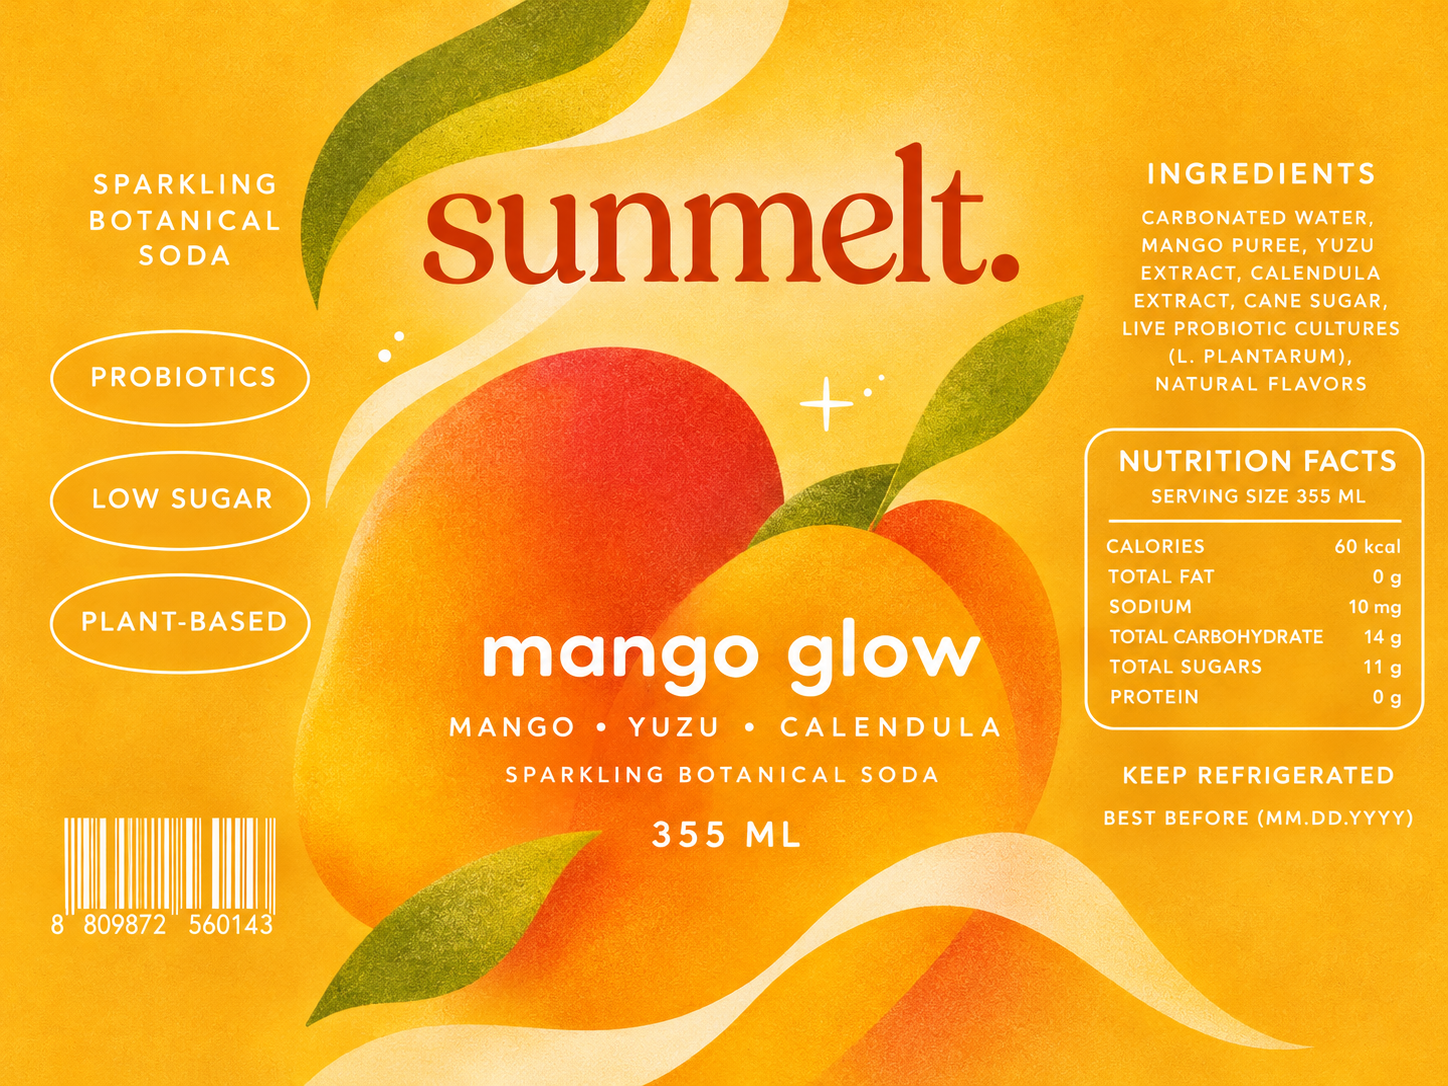 SPARKLING
BOTANICAL
SODA
PROBIOTICS
LOW SUGAR
PLANT-BASED
8 809872 560143
sunmelt.
mango glow
MANGO • YUZU • CALENDULA
SPARKLING BOTANICAL SODA
355 ML
INGREDIENTS
CARBONATED WATER,
MANGO PUREE, YUZU
EXTRACT, CALENDULA
EXTRACT, CANE SUGAR,
LIVE PROBIOTIC CULTURES
(L. PLANTARUM),
NATURAL FLAVORS
NUTRITION FACTS
SERVING SIZE 355 ML
CALORIES 60 kcal
TOTAL FAT 0 g
SODIUM 10 mg
TOTAL CARBOHYDRATE 14 g
TOTAL SUGARS 11 g
PROTEIN 0 g
KEEP REFRIGERATED
BEST BEFORE (MM.DD.YYYY)